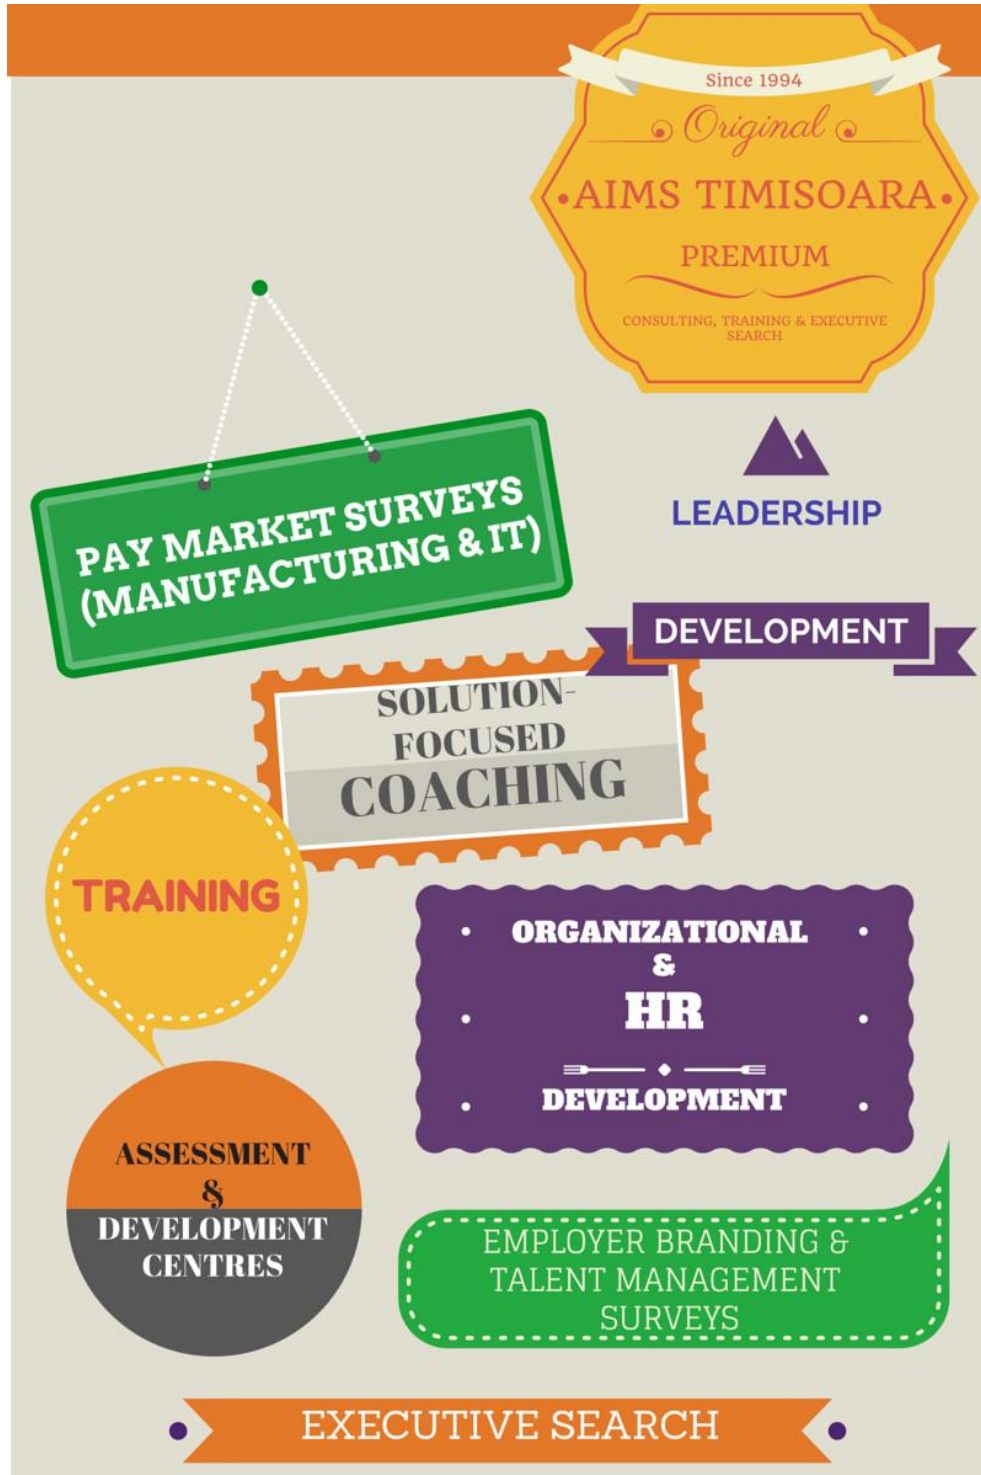 Since 1994
Original
AIMS TIMISOARA
PREMIUM
CONSULTING, TRAINING & EXECUTIVE
SEARCH
LEADERSHIP
DEVELOPMENT
PAY MARKET SURVEYS
(MANUFACTURING & IT)
SOLUTION-
FOCUSED
COACHING
TRAINING
ORGANIZATIONAL
&
HR
DEVELOPMENT
ASSESSMENT
&
DEVELOPMENT
CENTRES
EMPLOYER BRANDING &
TALENT MANAGEMENT
SURVEYS
EXECUTIVE SEARCH